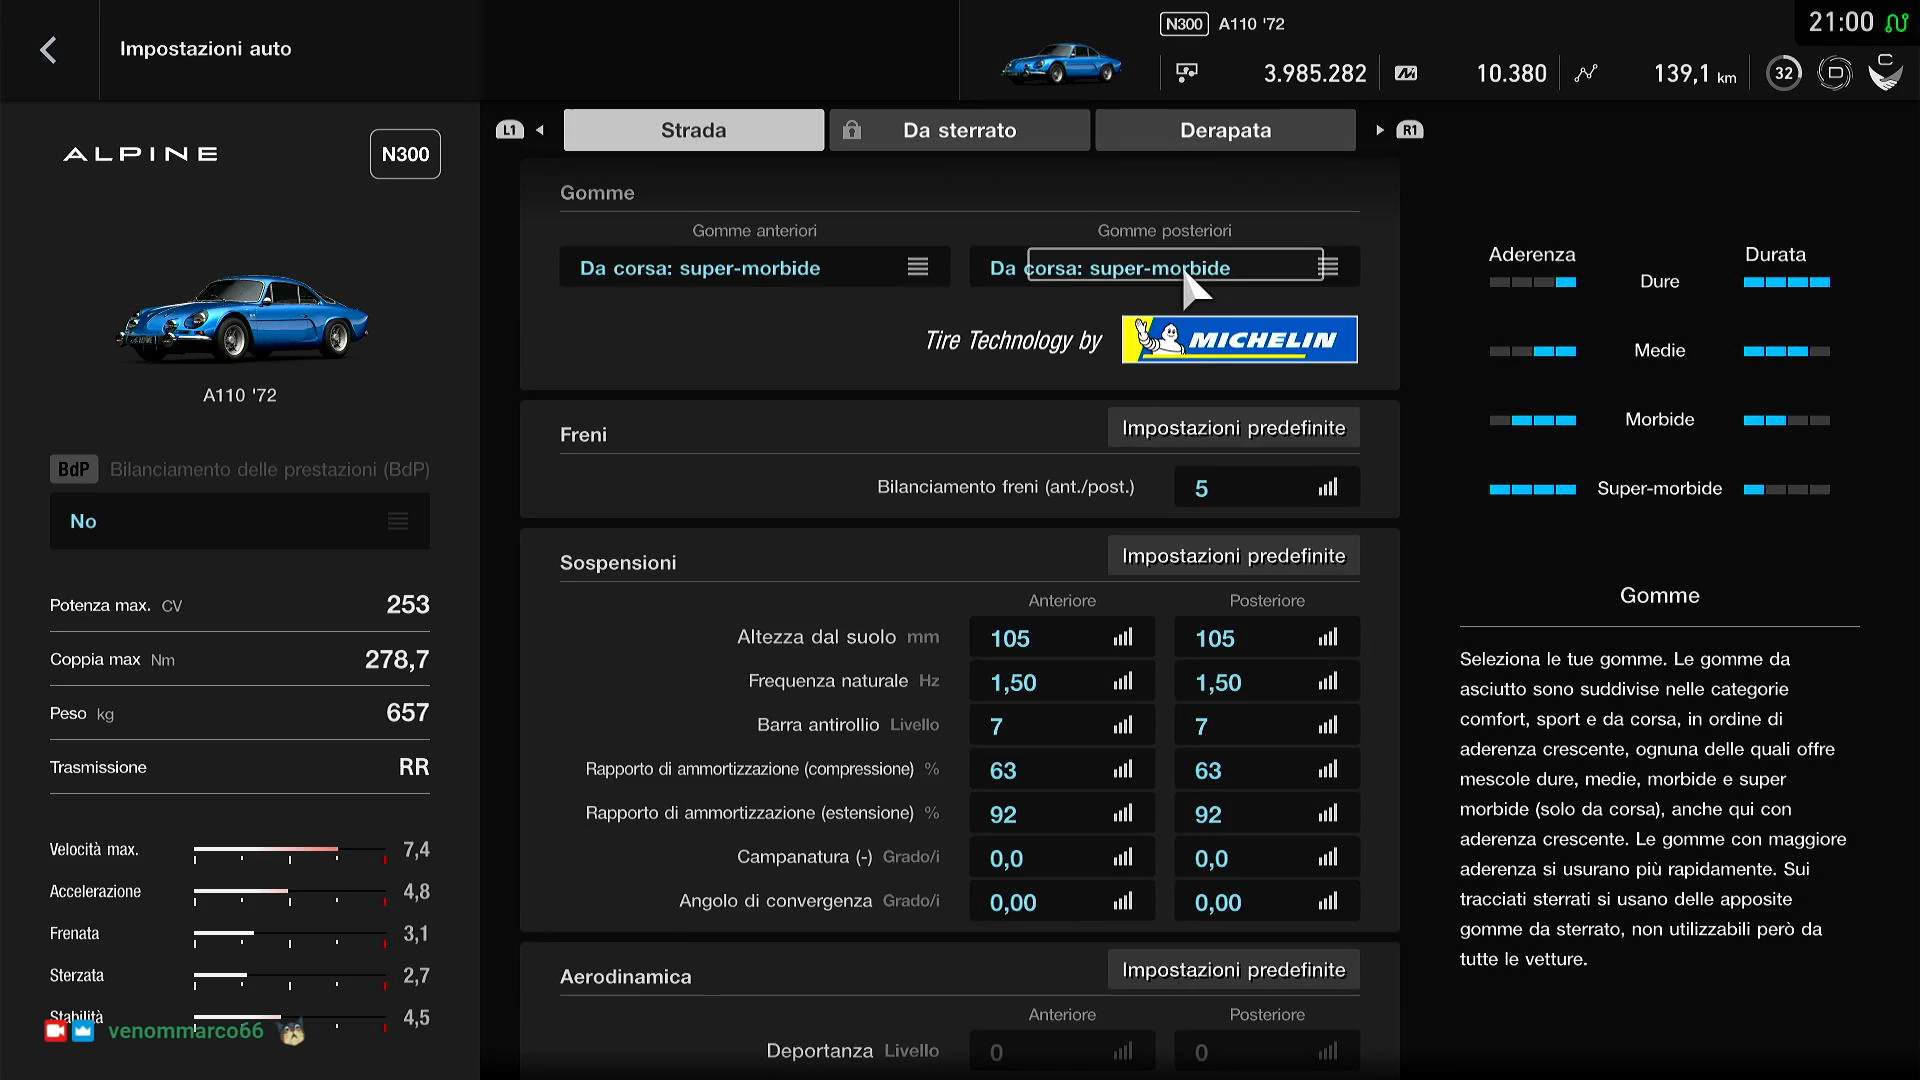 Impostazioni auto
N300 A110 '72
3.985.282 10.380 139,1 km 32 C
21:00
ALPINE N300
A110 '72
BdP Bilanciamento delle prestazioni (BdP)
No
Potenza max. CV 253
Coppia max Nm 278,7
Peso kg 657
Trasmissione RR
Velocità max. 7,4
Accelerazione 4,8
Frenata 3,1
Sterzata 2,7
Stabilità 4,5
venommarco66
L1 Strada Da sterrato Derapata R1
Gomme
Gomme anteriori Gomme posteriori
Da corsa: super-morbide Da corsa: super-morbide
Tire Technology by MICHELIN
Freni Impostazioni predefinite
Bilanciamento freni (ant./post.) 5
Sospensioni Impostazioni predefinite
Anteriore Posteriore
Altezza dal suolo mm 105 105
Frequenza naturale Hz 1,50 1,50
Barra antirollio Livello 7 7
Rapporto di ammortizzazione (compressione) % 63 63
Rapporto di ammortizzazione (estensione) % 92 92
Campanatura (-) Grado/i 0,0 0,0
Angolo di convergenza Grado/i 0,00 0,00
Aerodinamica Impostazioni predefinite
Anteriore Posteriore
Deportanza Livello 0 0
Aderenza Durata
Dure
Medie
Morbide
Super-morbide
Gomme
Seleziona le tue gomme. Le gomme da
asciutto sono suddivise nelle categorie
comfort, sport e da corsa, in ordine di
aderenza crescente, ognuna delle quali offre
mescole dure, medie, morbide e super
morbide (solo da corsa), anche qui con
aderenza crescente. Le gomme con maggiore
aderenza si usurano più rapidamente. Sui
tracciati sterrati si usano delle apposite
gomme da sterrato, non utilizzabili però da
tutte le vetture.